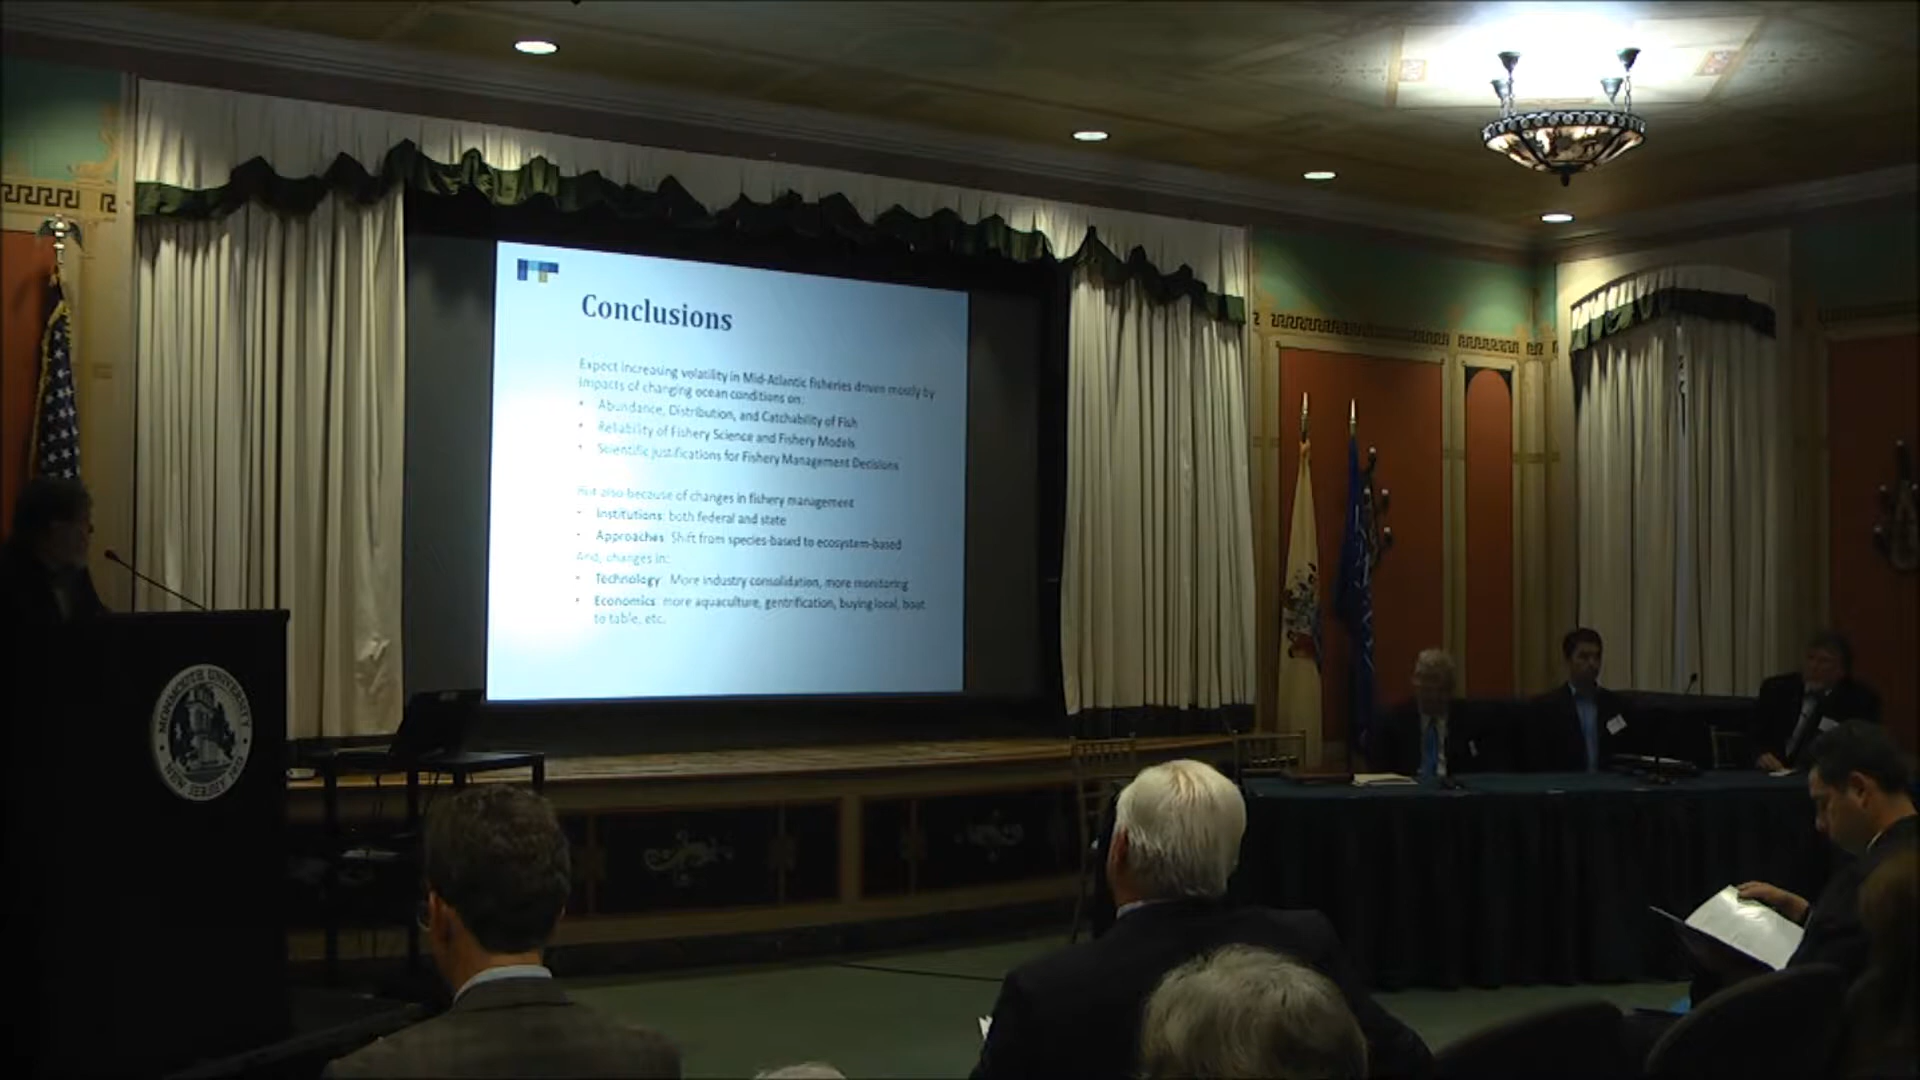 Conclusions
Expect increasing volatility in Mid-Atlantic fisheries driven mostly by
impacts of changing ocean conditions on:
• Abundance, Distribution, and Catchability of Fish
• Reliability of Fishery Science and Fishery Models
• Scientific justifications for Fishery Management Decisions
But also because of changes in fishery management
• Institutions: both federal and state
• Approaches: Shift from species-based to ecosystem-based
And, changes in:
• Technology: More industry consolidation, more monitoring
• Economics: more aquaculture, gentrification, buying local, boat
to table, etc.
MONMOUTH UNIVERSITY
NEW JERSEY 1933